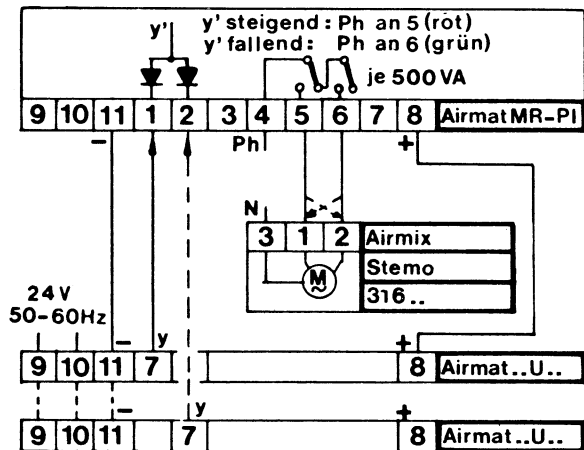 y' y' steigend: Ph an 5 (rot)
y' fallend: Ph an 6 (grün)
je 500 VA
9 10 11 1 2 3 4 5 6 7 8 Airmat MR-PI
− Ph +
N
3 1 2 Airmix
M ~ Stemo
316..
24V
50-60Hz
− y +
9 10 11 7 8 Airmat..U..
− y +
9 10 11 7 8 Airmat..U..